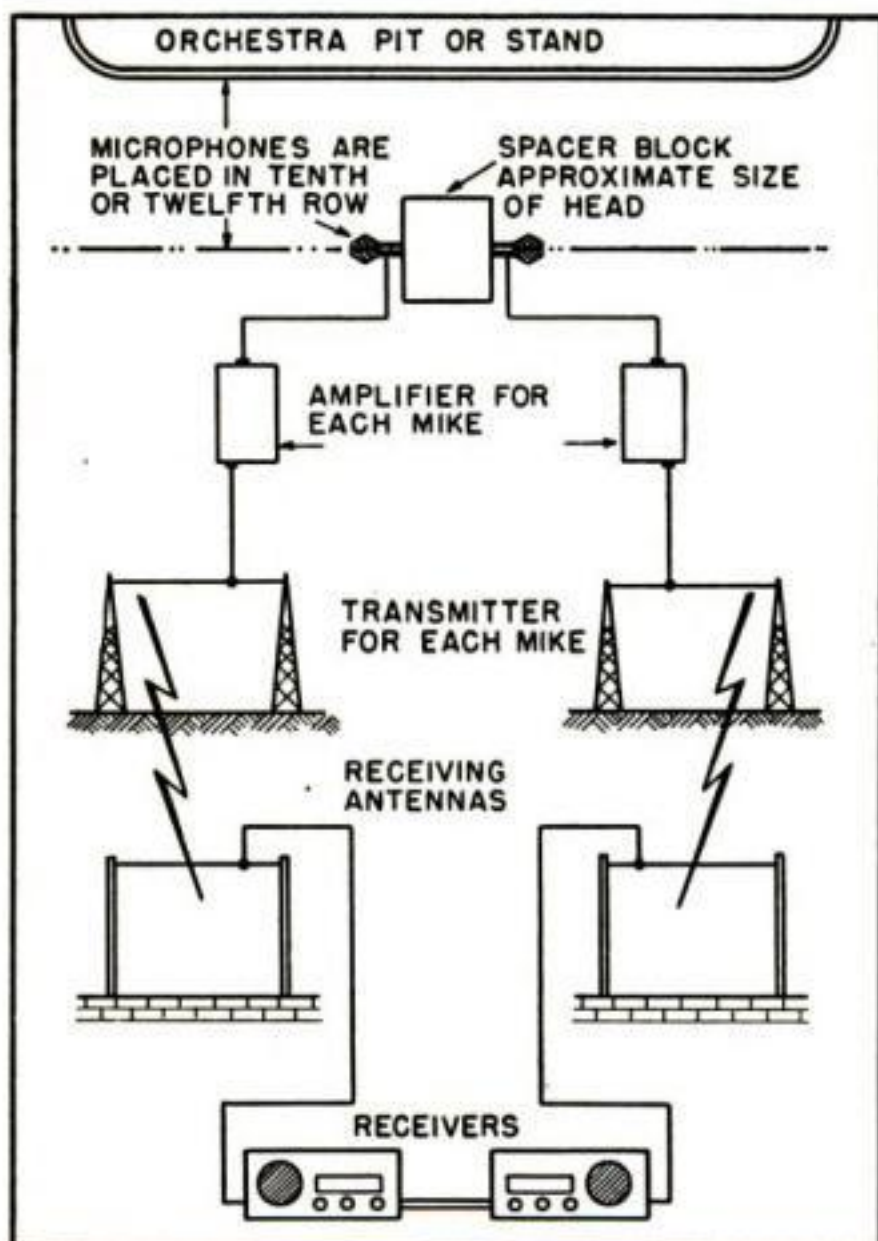 ORCHESTRA PIT OR STAND
MICROPHONES ARE
PLACED IN TENTH
OR TWELFTH ROW
SPACER BLOCK
APPROXIMATE SIZE
OF HEAD
AMPLIFIER FOR
EACH MIKE
TRANSMITTER
FOR EACH MIKE
RECEIVING
ANTENNAS
RECEIVERS